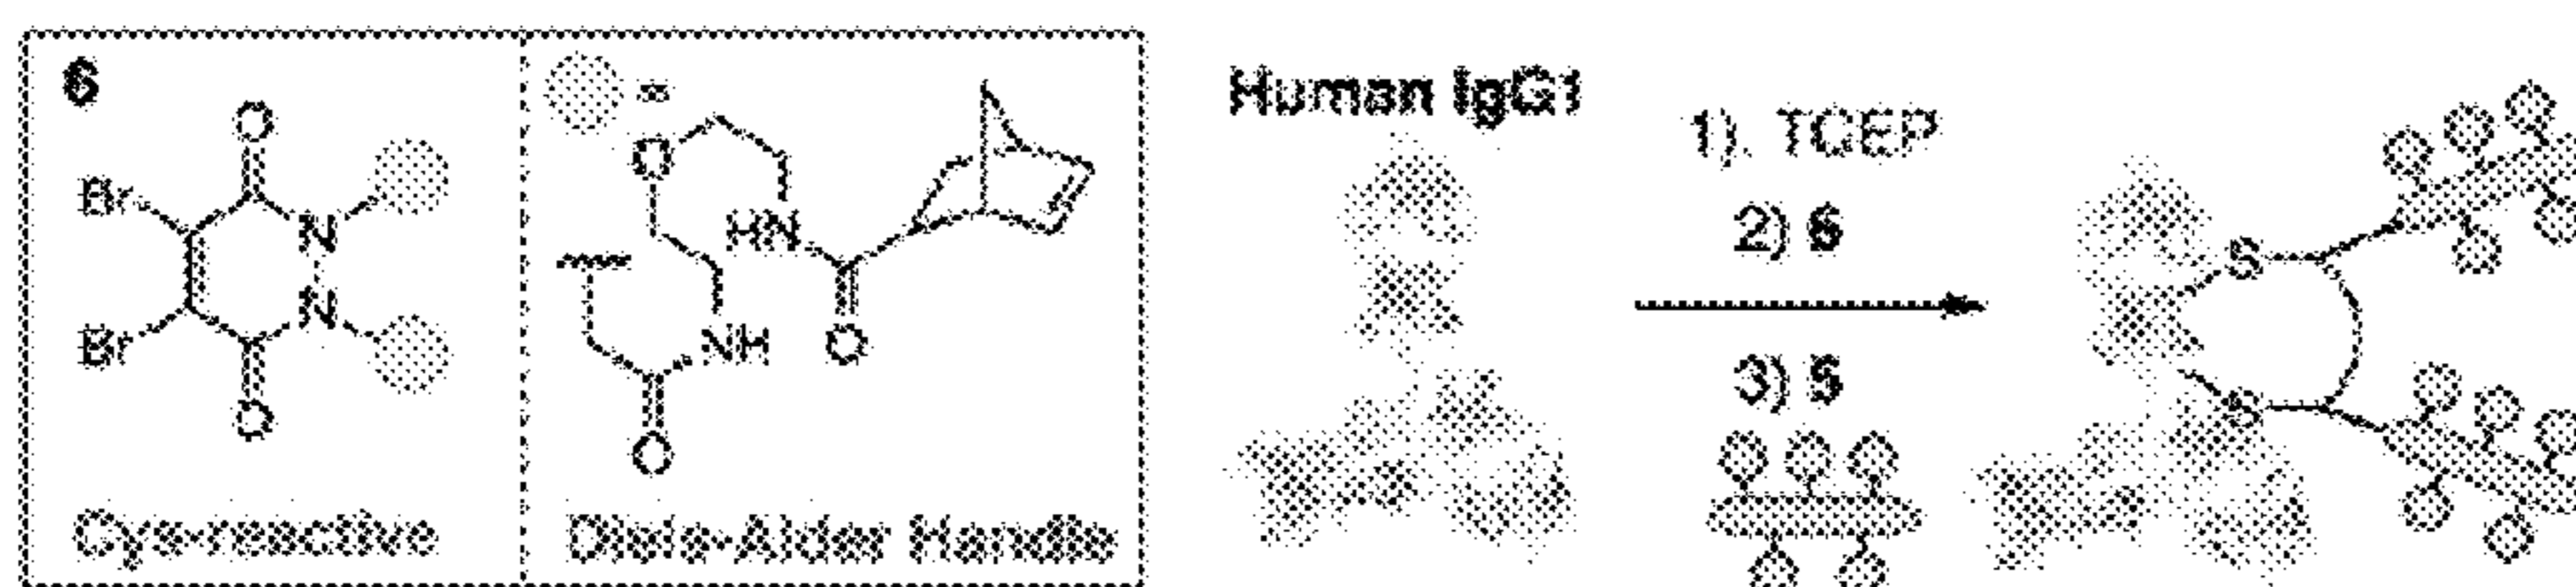 6
O
Br
N
N
Br
O
Cys-reactive
=
O
HN
O
NH
O
Diels-Alder Handle
Human IgG1
1). TCEP
2) 6
3) 5
S
S